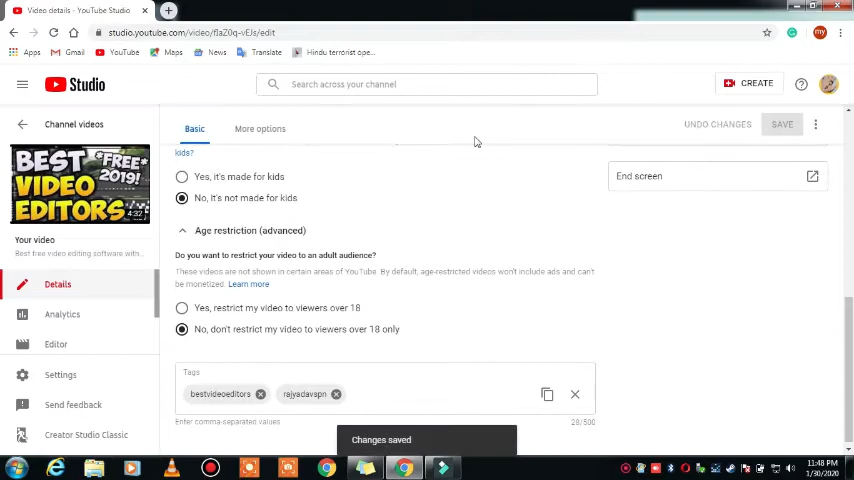 Video details - YouTube Studio
studio.youtube.com/video/
/edit
my
Apps
Gmail
YouTube
Maps
News
Translate
Hindu terrorist ope...
Studio
Search across your channel
CREATE
Channel videos
Basic
More options
UNDO CHANGES
SAVE
BEST *FREE*
VIDEO 2019!
EDITORS
4:32
kids?
Yes, it's made for kids
No, it's not made for kids
End screen
Your video
Best free video editing software with...
Age restriction (advanced)
Do you want to restrict your video to an adult audience?
These videos are not shown in certain areas of YouTube. By default, age-restricted videos won't include ads and can't
be monetized. Learn more
Details
Analytics
Editor
Settings
Send feedback
Creator Studio Classic
Yes, restrict my video to viewers over 18
No, don't restrict my video to viewers over 18 only
Tags
bestvideoeditors
rajyadavspn
Enter comma-separated values
28/500
Changes saved
11:48 PM
1/30/2020